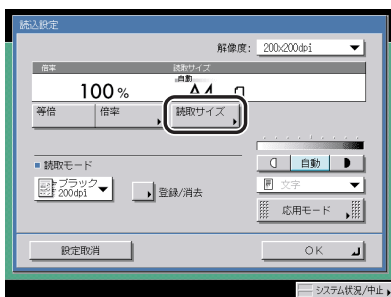 読込設定
解像度: 200x200dpi
倍率
読取サイズ
自動
100 %
A4
等倍
倍率
読取サイズ
自動
読取モード
文字
ブラック
200dpi
登録/消去
応用モード
設定取消
OK
システム状況/中止